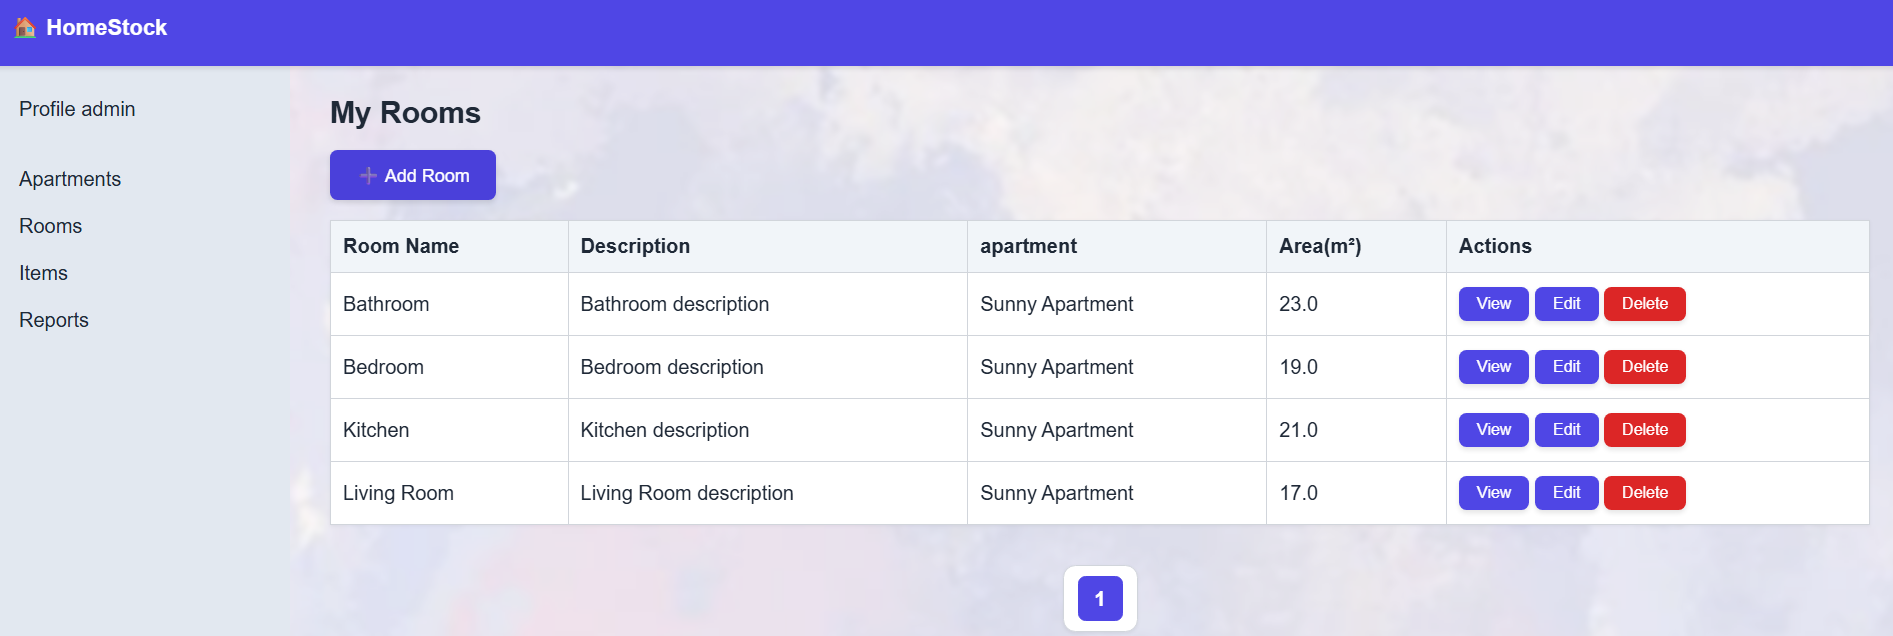 HomeStock
Profile admin
Apartments
Rooms
Items
Reports
My Rooms
➕ Add Room
Room Name Description apartment Area(m²) Actions
Bathroom Bathroom description Sunny Apartment 23.0 View Edit Delete
Bedroom Bedroom description Sunny Apartment 19.0 View Edit Delete
Kitchen Kitchen description Sunny Apartment 21.0 View Edit Delete
Living Room Living Room description Sunny Apartment 17.0 View Edit Delete
1